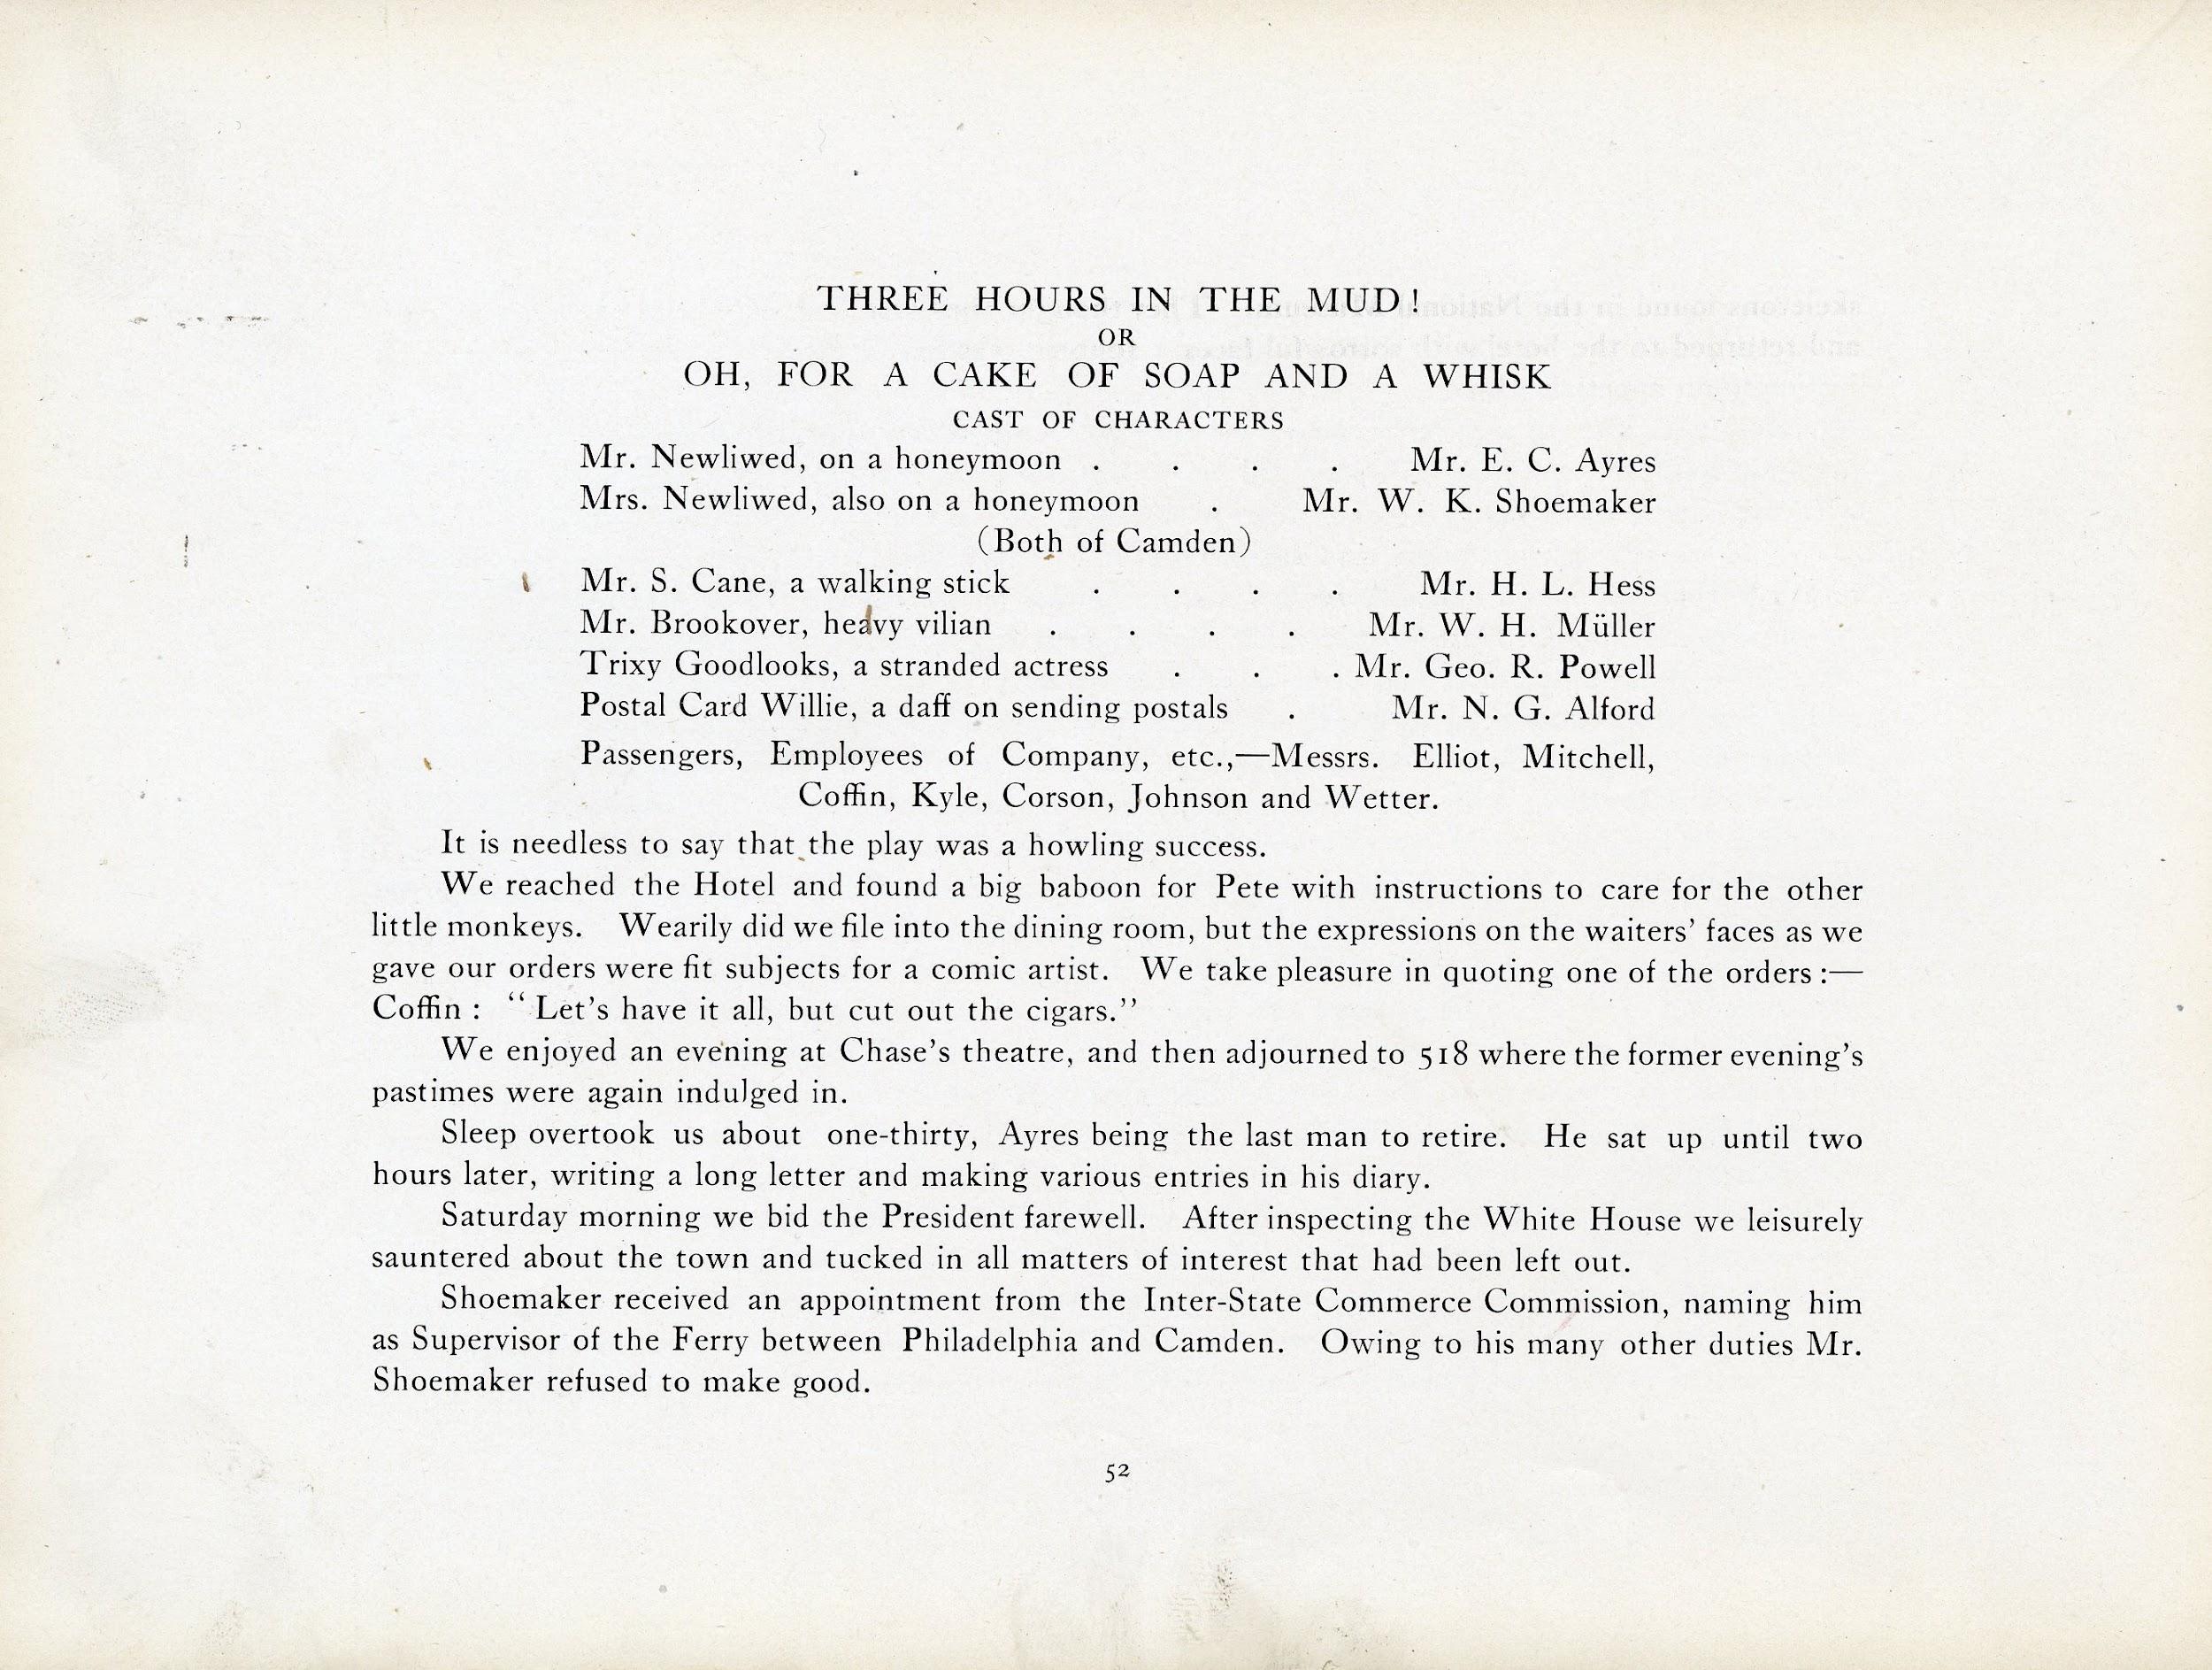 THREE HOURS IN THE MUD!
OR
OH, FOR A CAKE OF SOAP AND A WHISK
CAST OF CHARACTERS
Mr. Newliwed, on a honeymoon . . . . Mr. E. C. Ayres
Mrs. Newliwed, also on a honeymoon . Mr. W. K. Shoemaker
(Both of Camden)
Mr. S. Cane, a walking stick . . . . Mr. H. L. Hess
Mr. Brookover, heavy vilian . . . . Mr. W. H. Müller
Trixy Goodlooks, a stranded actress . . . Mr. Geo. R. Powell
Postal Card Willie, a daff on sending postals . Mr. N. G. Alford
Passengers, Employees of Company, etc.,—Messrs. Elliot, Mitchell,
Coffin, Kyle, Corson, Johnson and Wetter.
It is needless to say that the play was a howling success.
We reached the Hotel and found a big baboon for Pete with instructions to care for the other
little monkeys. Wearily did we file into the dining room, but the expressions on the waiters' faces as we
gave our orders were fit subjects for a comic artist. We take pleasure in quoting one of the orders:—
Coffin: "Let's have it all, but cut out the cigars."
We enjoyed an evening at Chase's theatre, and then adjourned to 518 where the former evening's
pastimes were again indulged in.
Sleep overtook us about one-thirty, Ayres being the last man to retire. He sat up until two
hours later, writing a long letter and making various entries in his diary.
Saturday morning we bid the President farewell. After inspecting the White House we leisurely
sauntered about the town and tucked in all matters of interest that had been left out.
Shoemaker received an appointment from the Inter-State Commerce Commission, naming him
as Supervisor of the Ferry between Philadelphia and Camden. Owing to his many other duties Mr.
Shoemaker refused to make good.
52